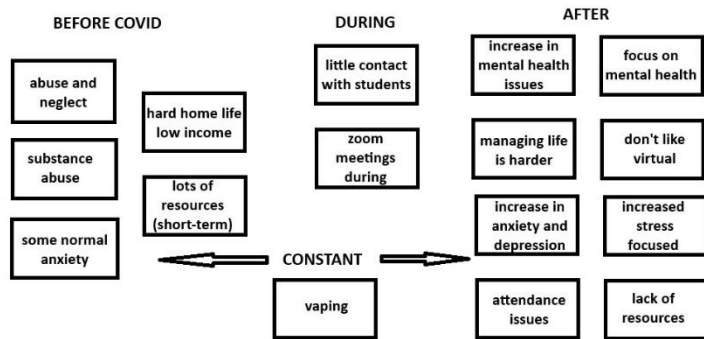 BEFORE COVID
abuse and
neglect
substance
abuse
some normal
anxiety
hard home life
low income
lots of
resources
(short-term)
DURING
little contact
with students
zoom
meetings
during
CONSTANT
vaping
AFTER
increase in
mental health
issues
managing life
is harder
increase in
anxiety and
depression
attendance
issues
focus on
mental health
don't like
virtual
increased
stress
focused
lack of
resources